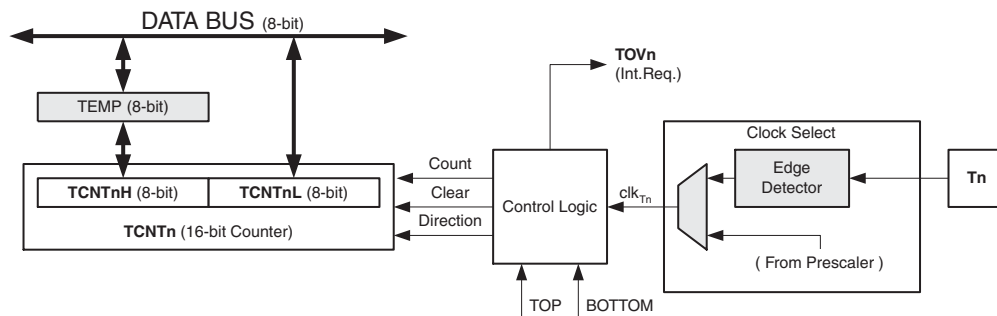 DATA BUS (8-bit)
TOVn
(Int.Req.)
TEMP (8-bit)
Clock Select
Count
Edge
Detector
Tn
TCNTnH (8-bit) TCNTnL (8-bit)
Clear
Control Logic
clkTn
TCNTn (16-bit Counter)
Direction
( From Prescaler )
TOP
BOTTOM